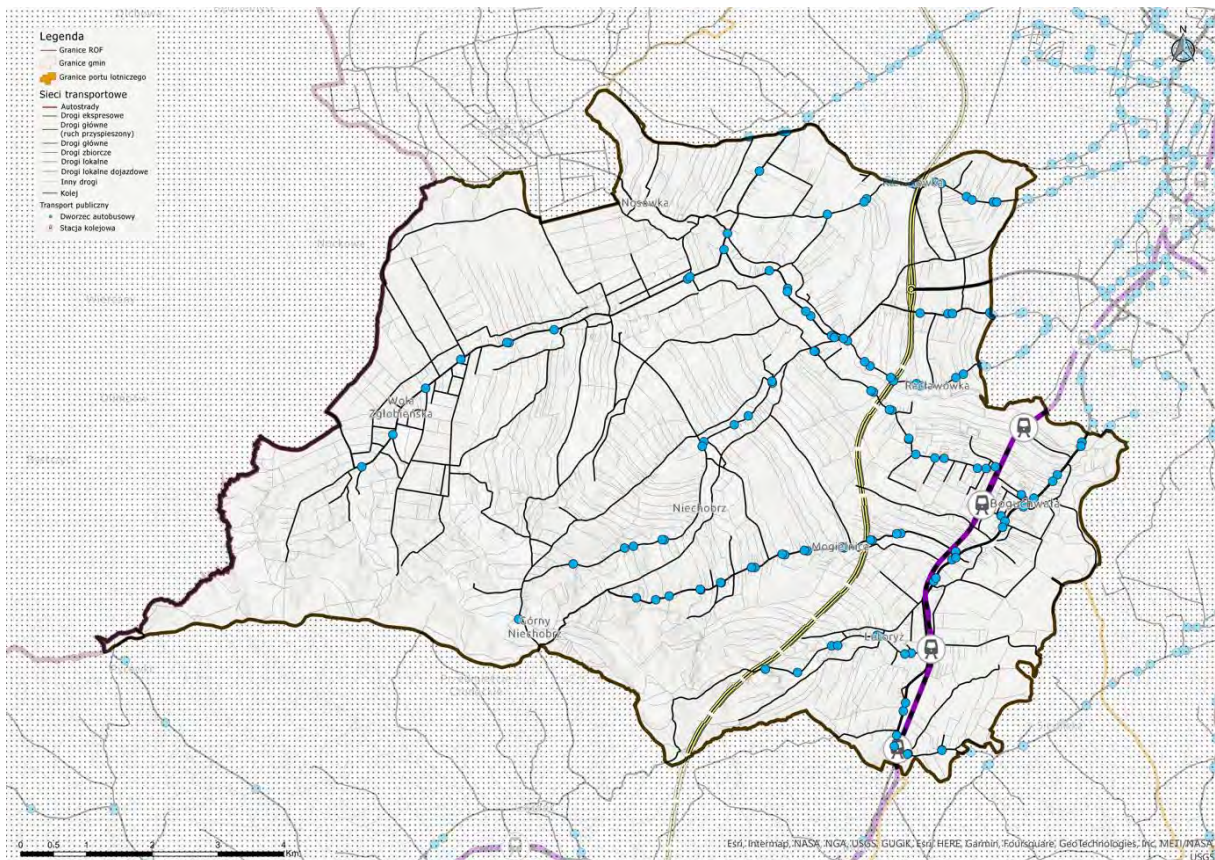 Legenda
Granice ROF
Granice gmin
Granice portu lotniczego
Sieci transportowe
Autostrady
Drogi ekspresowe
Drogi główne
(ruch przyspieszony)
Drogi główne
Drogi zbiorcze
Drogi lokalne
Drogi lokalne dojazdowe
Inny drogi
Kolej
Transport publiczny
Dworzec autobusowy
Stacja kolejowa
N
Nosówka
Racławówka
Wola
Zgłobieńska
Boguchwała
Niechobrz
Mogielnica
Górny
Niechobrz
Lutoryż
0 0.5 1 2 3 4
Km
Esri, Intermap, NASA, NGA, USGS, GUGIK, Esri, HERE, Garmin, Foursquare, GeoTechnologies, Inc, METI/NASA,
USGS